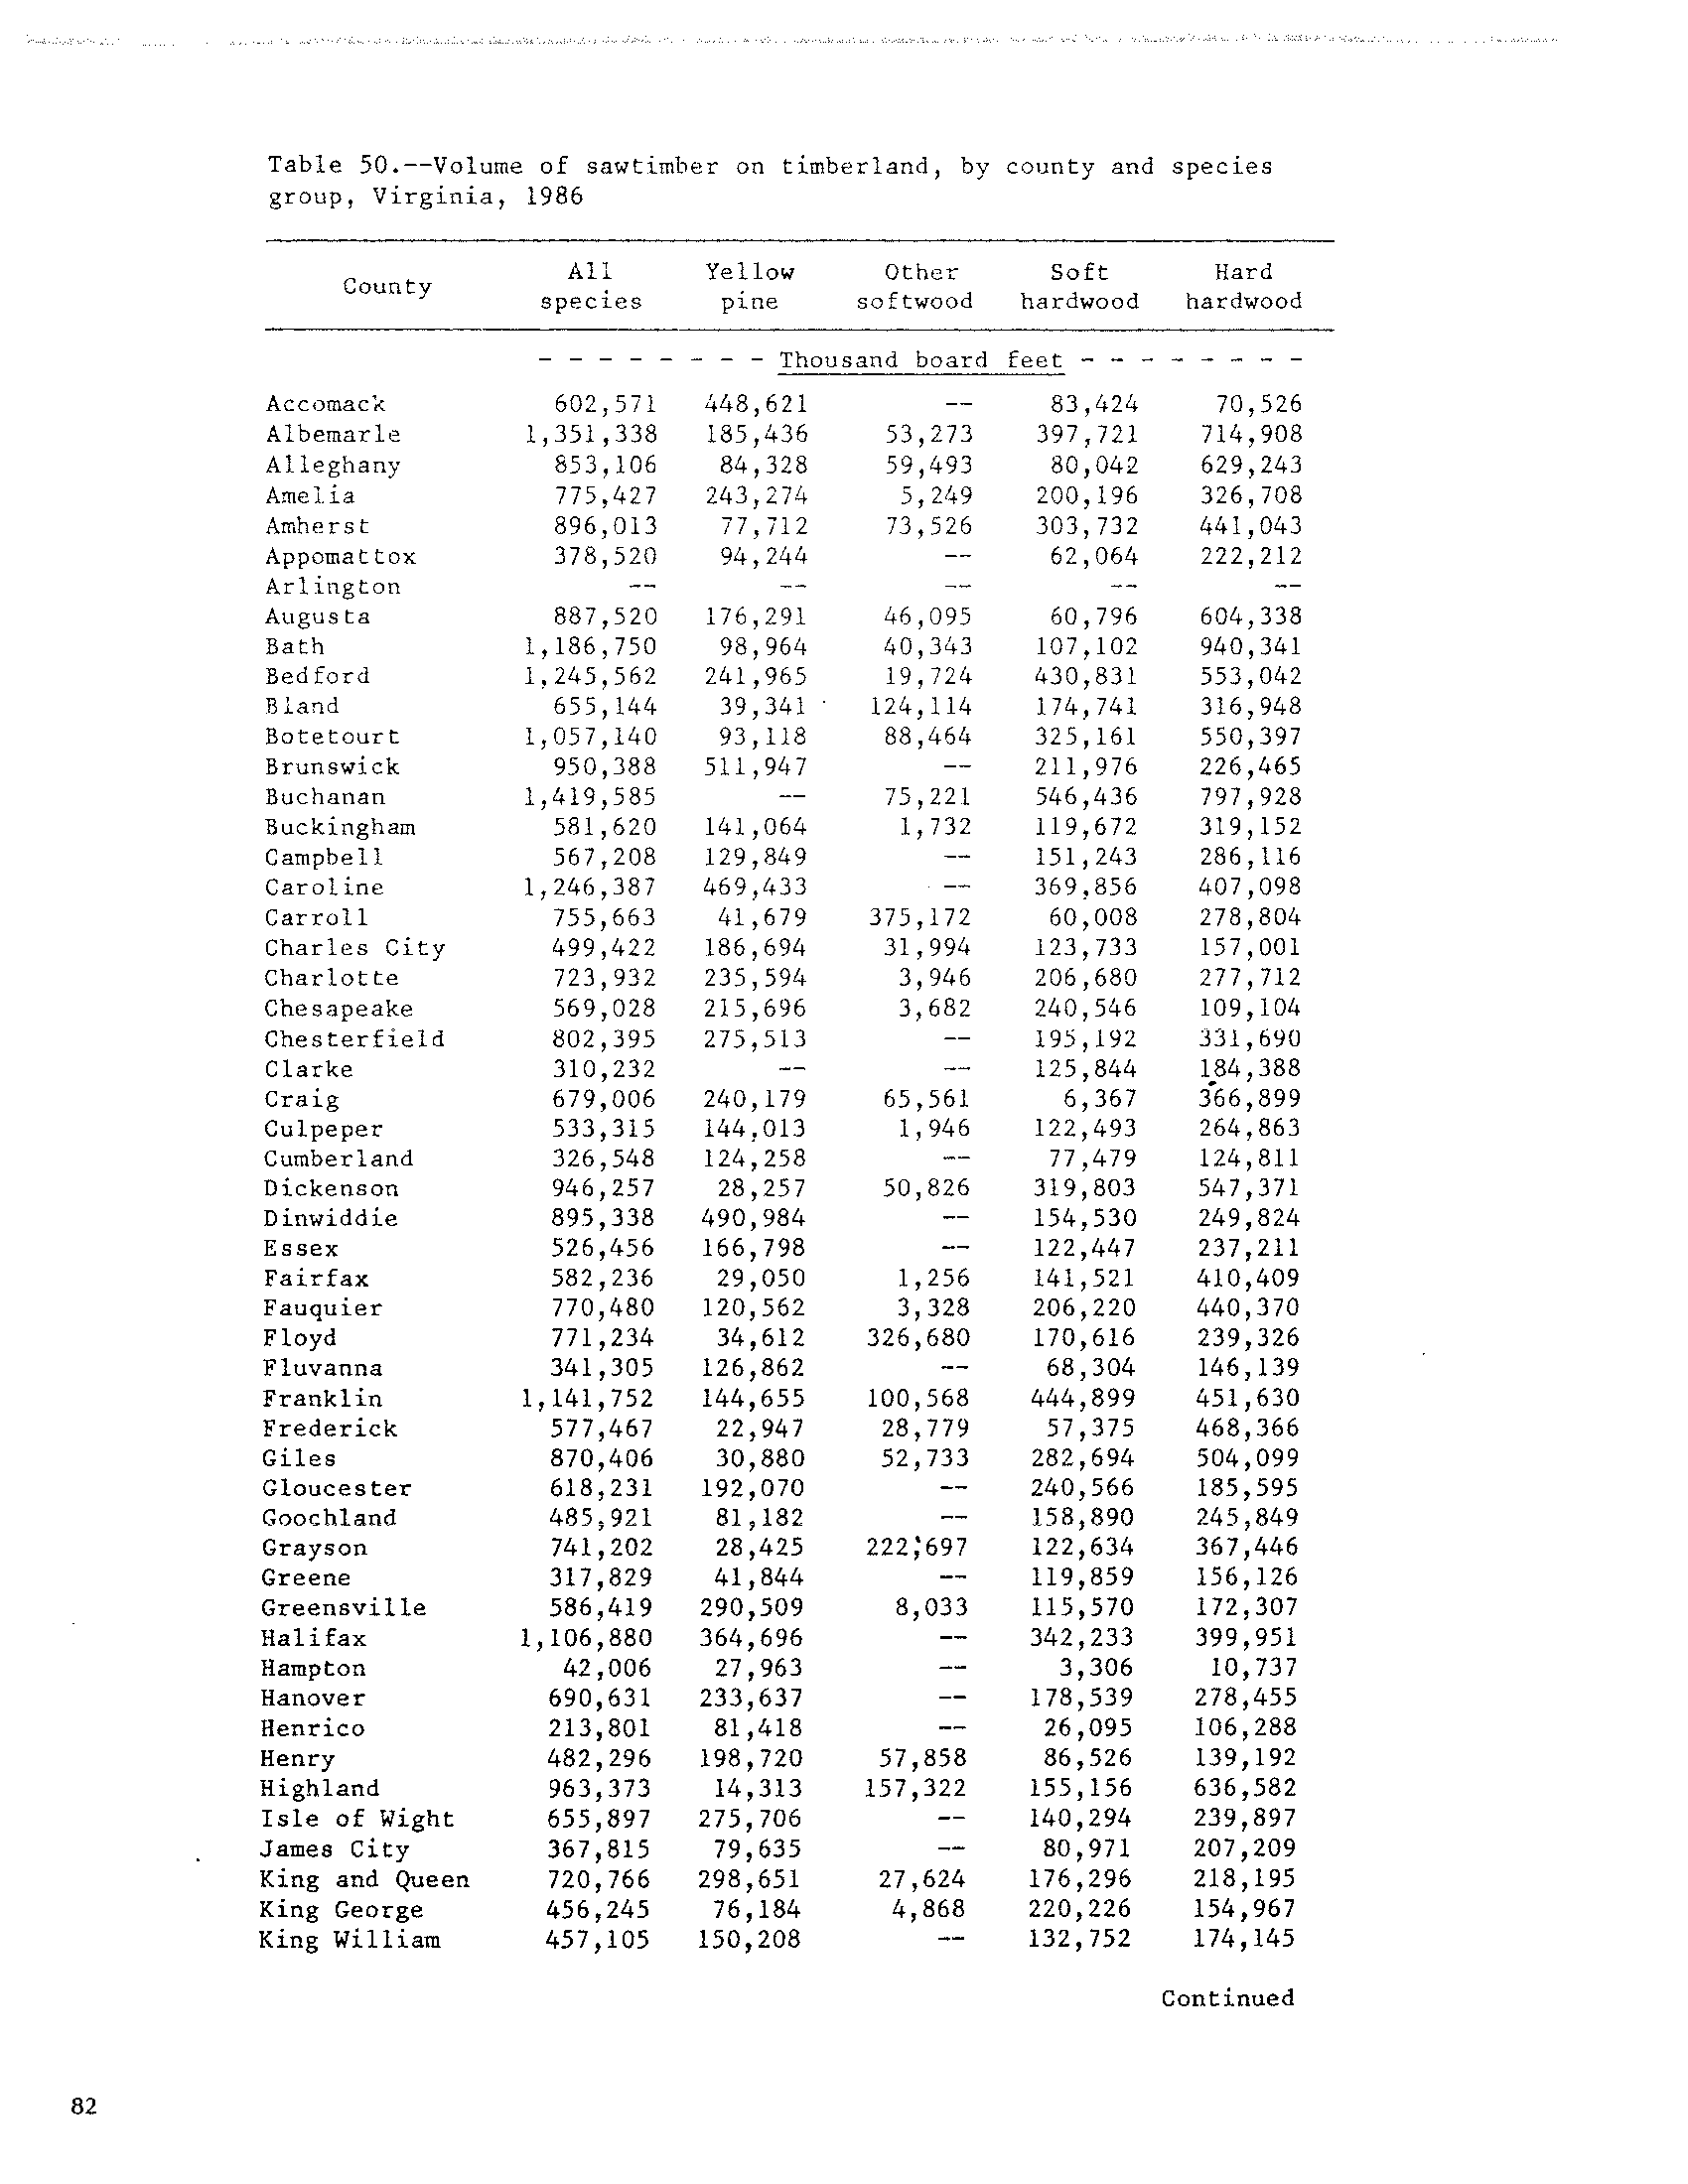 Table 50.--Volume of sawtimber on timberland, by county and species
group, Virginia, 1986
County All species Yellow pine Other softwood Soft hardwood Hard hardwood
- - - - - - - - Thousand board feet - - - - - - - -
Accomack 602,571 448,621 -- 83,424 70,526
Albemarle 1,351,338 185,436 53,273 397,721 714,908
Alleghany 853,106 84,328 59,493 80,042 629,243
Amelia 775,427 243,274 5,249 200,196 326,708
Amherst 896,013 77,712 73,526 303,732 441,043
Appomattox 378,520 94,244 -- 62,064 222,212
Arlington -- -- -- -- --
Augusta 887,520 176,291 46,095 60,796 604,338
Bath 1,186,750 98,964 40,343 107,102 940,341
Bedford 1,245,562 241,965 19,724 430,831 553,042
Bland 655,144 39,341 124,114 174,741 316,948
Botetourt 1,057,140 93,118 88,464 325,161 550,397
Brunswick 950,388 511,947 -- 211,976 226,465
Buchanan 1,419,585 -- 75,221 546,436 797,928
Buckingham 581,620 141,064 1,732 119,672 319,152
Campbell 567,208 129,849 -- 151,243 286,116
Caroline 1,246,387 469,433 -- 369,856 407,098
Carroll 755,663 41,679 375,172 60,008 278,804
Charles City 499,422 186,694 31,994 123,733 157,001
Charlotte 723,932 235,594 3,946 206,680 277,712
Chesapeake 569,028 215,696 3,682 240,546 109,104
Chesterfield 802,395 275,513 -- 195,192 331,690
Clarke 310,232 -- -- 125,844 184,388
Craig 679,006 240,179 65,561 6,367 366,899
Culpeper 533,315 144,013 1,946 122,493 264,863
Cumberland 326,548 124,258 -- 77,479 124,811
Dickenson 946,257 28,257 50,826 319,803 547,371
Dinwiddie 895,338 490,984 -- 154,530 249,824
Essex 526,456 166,798 -- 122,447 237,211
Fairfax 582,236 29,050 1,256 141,521 410,409
Fauquier 770,480 120,562 3,328 206,220 440,370
Floyd 771,234 34,612 326,680 170,616 239,326
Fluvanna 341,305 126,862 -- 68,304 146,139
Franklin 1,141,752 144,655 100,568 444,899 451,630
Frederick 577,467 22,947 28,779 57,375 468,366
Giles 870,406 30,880 52,733 282,694 504,099
Gloucester 618,231 192,070 -- 240,566 185,595
Goochland 485,921 81,182 -- 158,890 245,849
Grayson 741,202 28,425 222,697 122,634 367,446
Greene 317,829 41,844 -- 119,859 156,126
Greensville 586,419 290,509 8,033 115,570 172,307
Halifax 1,106,880 364,696 -- 342,233 399,951
Hampton 42,006 27,963 -- 3,306 10,737
Hanover 690,631 233,637 -- 178,539 278,455
Henrico 213,801 81,418 -- 26,095 106,288
Henry 482,296 198,720 57,858 86,526 139,192
Highland 963,373 14,313 157,322 155,156 636,582
Isle of Wight 655,897 275,706 -- 140,294 239,897
James City 367,815 79,635 -- 80,971 207,209
King and Queen 720,766 298,651 27,624 176,296 218,195
King George 456,245 76,184 4,868 220,226 154,967
King William 457,105 150,208 -- 132,752 174,145
Continued
82